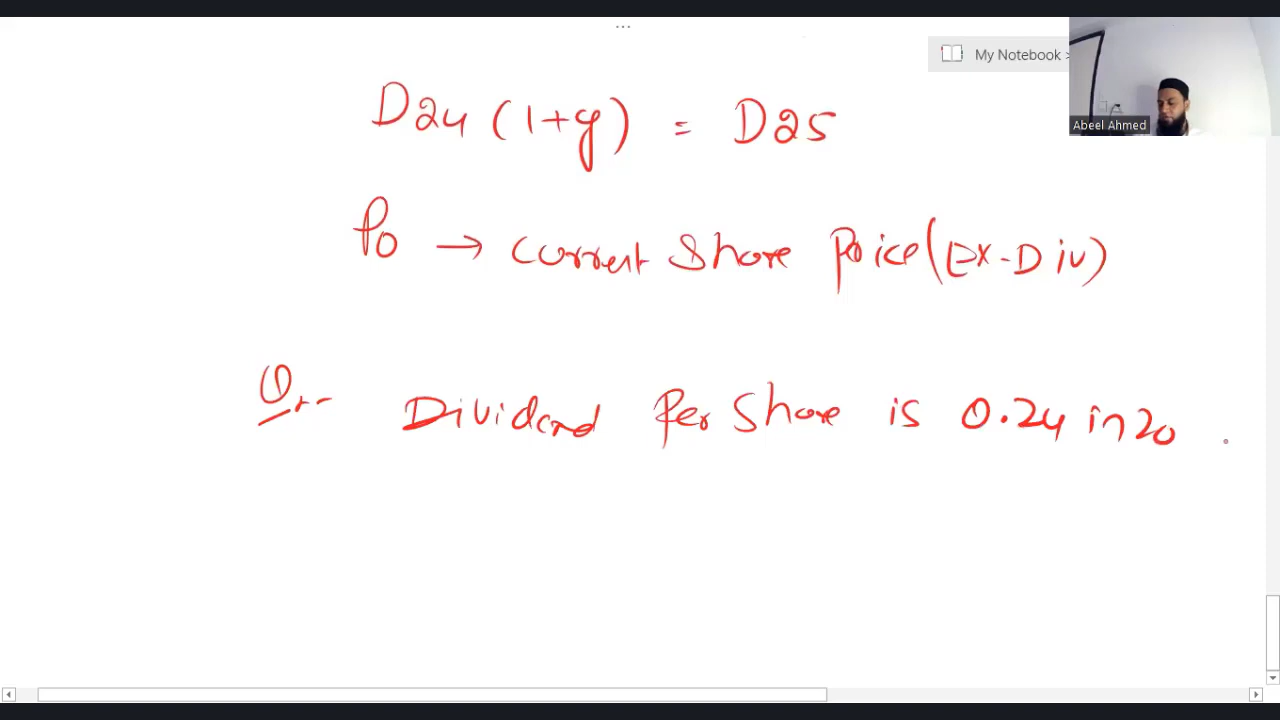 ...
My Notebook >
Abeel Ahmed
D24 (1+g) = D25
P0 → Current Share Price (Ex-Div)
Q:- Dividend Per Share is 0.24 in 20